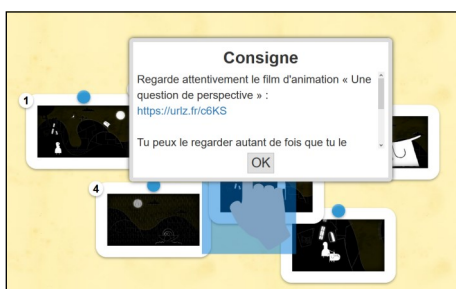 Consigne
Regarde attentivement le film d'animation « Une
question de perspective » :
https://urlz.fr/c6KS
Tu peux le regarder autant de fois que tu le
OK
1
4